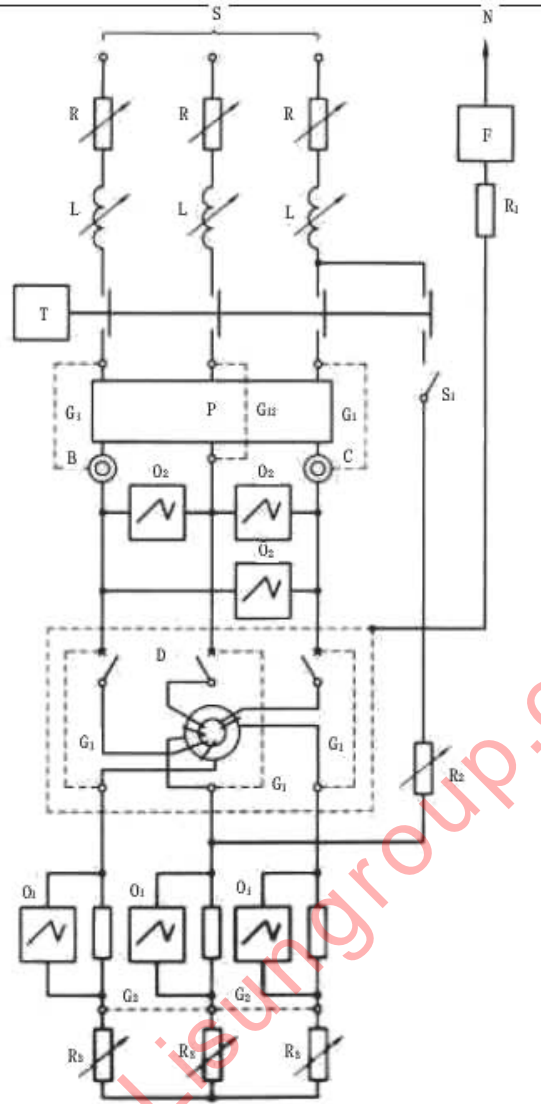 S N
R R R
F
L L L
R₁
T
G₁ P G₁₂ G₁
S₁
B O₂ C
O₂
O₂
D
G₁ G₁
G₁
R₂
O₁ O₁ O₁
G₂ G₂
R₃ R₃ R₃
Lisungroup.c